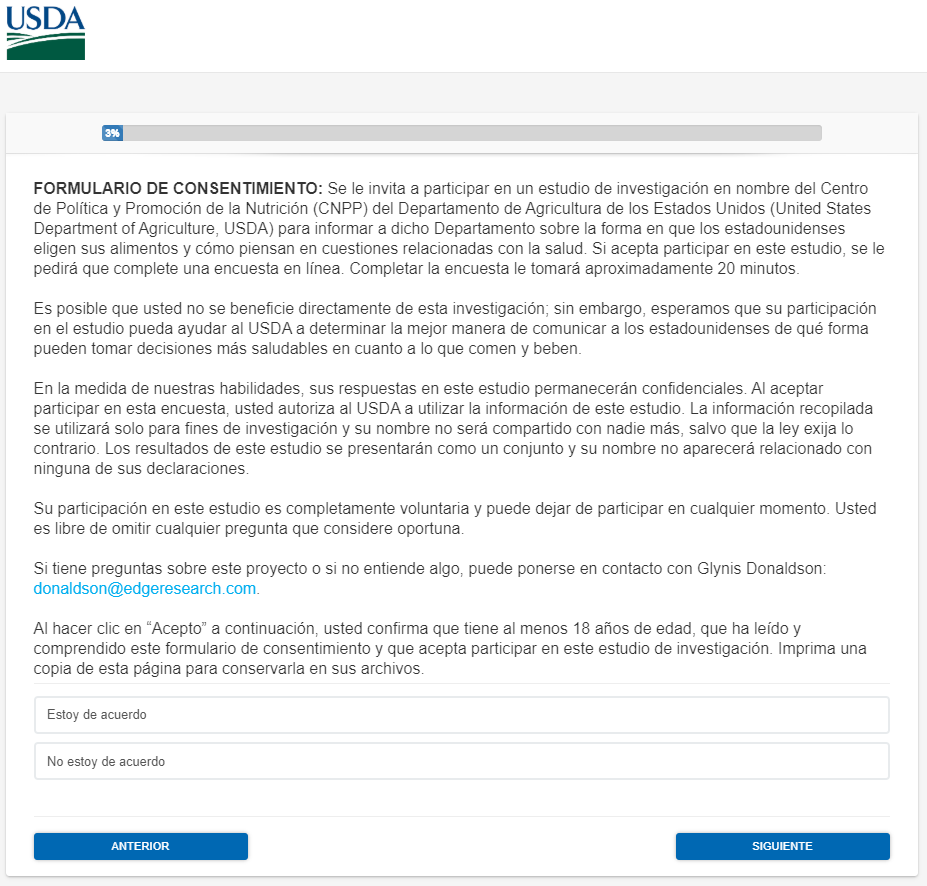 USDA
3%
FORMULARIO DE CONSENTIMIENTO: Se le invita a participar en un estudio de investigación en nombre del Centro
de Política y Promoción de la Nutrición (CNPP) del Departamento de Agricultura de los Estados Unidos (United States
Department of Agriculture, USDA) para informar a dicho Departamento sobre la forma en que los estadounidenses
eligen sus alimentos y cómo piensan en cuestiones relacionadas con la salud. Si acepta participar en este estudio, se le
pedirá que complete una encuesta en línea. Completar la encuesta le tomará aproximadamente 20 minutos.
Es posible que usted no se beneficie directamente de esta investigación; sin embargo, esperamos que su participación
en el estudio pueda ayudar al USDA a determinar la mejor manera de comunicar a los estadounidenses de qué forma
pueden tomar decisiones más saludables en cuanto a lo que comen y beben.
En la medida de nuestras habilidades, sus respuestas en este estudio permanecerán confidenciales. Al aceptar
participar en esta encuesta, usted autoriza al USDA a utilizar la información de este estudio. La información recopilada
se utilizará solo para fines de investigación y su nombre no será compartido con nadie más, salvo que la ley exija lo
contrario. Los resultados de este estudio se presentarán como un conjunto y su nombre no aparecerá relacionado con
ninguna de sus declaraciones.
Su participación en este estudio es completamente voluntaria y puede dejar de participar en cualquier momento. Usted
es libre de omitir cualquier pregunta que considere oportuna.
Si tiene preguntas sobre este proyecto o si no entiende algo, puede ponerse en contacto con Glynis Donaldson:
donaldson@edgeresearch.com.
Al hacer clic en “Acepto” a continuación, usted confirma que tiene al menos 18 años de edad, que ha leído y
comprendido este formulario de consentimiento y que acepta participar en este estudio de investigación. Imprima una
copia de esta página para conservarla en sus archivos.
Estoy de acuerdo
No estoy de acuerdo
ANTERIOR
SIGUIENTE